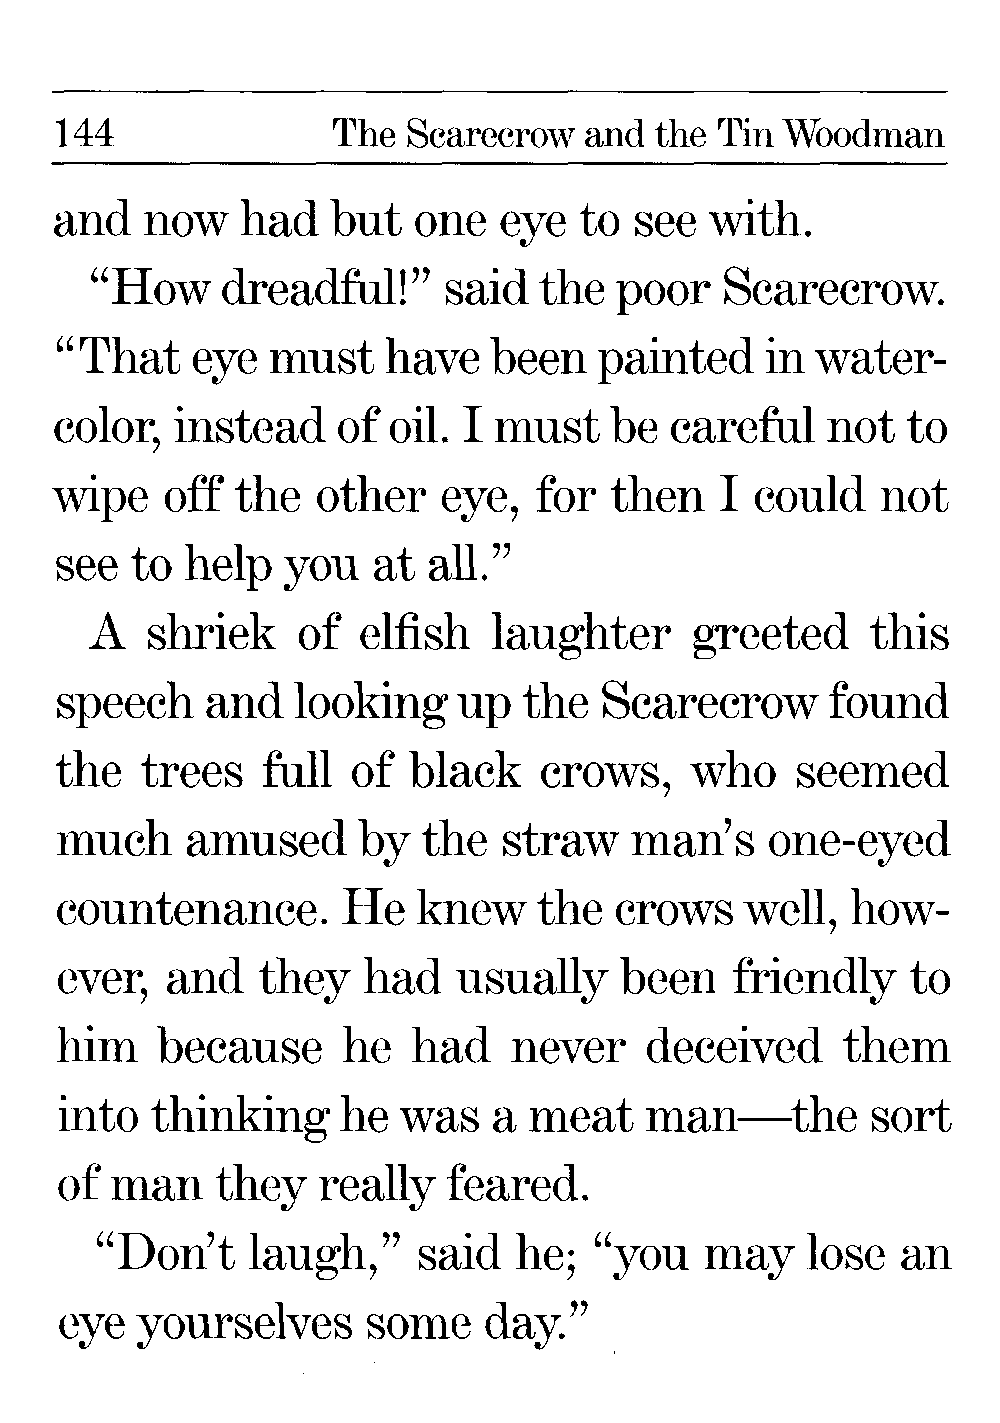 144 The Scarecrow and the Tin Woodman
and now had but one eye to see with.
“How dreadful!” said the poor Scarecrow.
“That eye must have been painted in water-
color, instead of oil. I must be careful not to
wipe off the other eye, for then I could not
see to help you at all.”
A shriek of elfish laughter greeted this
speech and looking up the Scarecrow found
the trees full of black crows, who seemed
much amused by the straw man’s one-eyed
countenance. He knew the crows well, how-
ever, and they had usually been friendly to
him because he had never deceived them
into thinking he was a meat man—the sort
of man they really feared.
“Don’t laugh,” said he; “you may lose an
eye yourselves some day.”